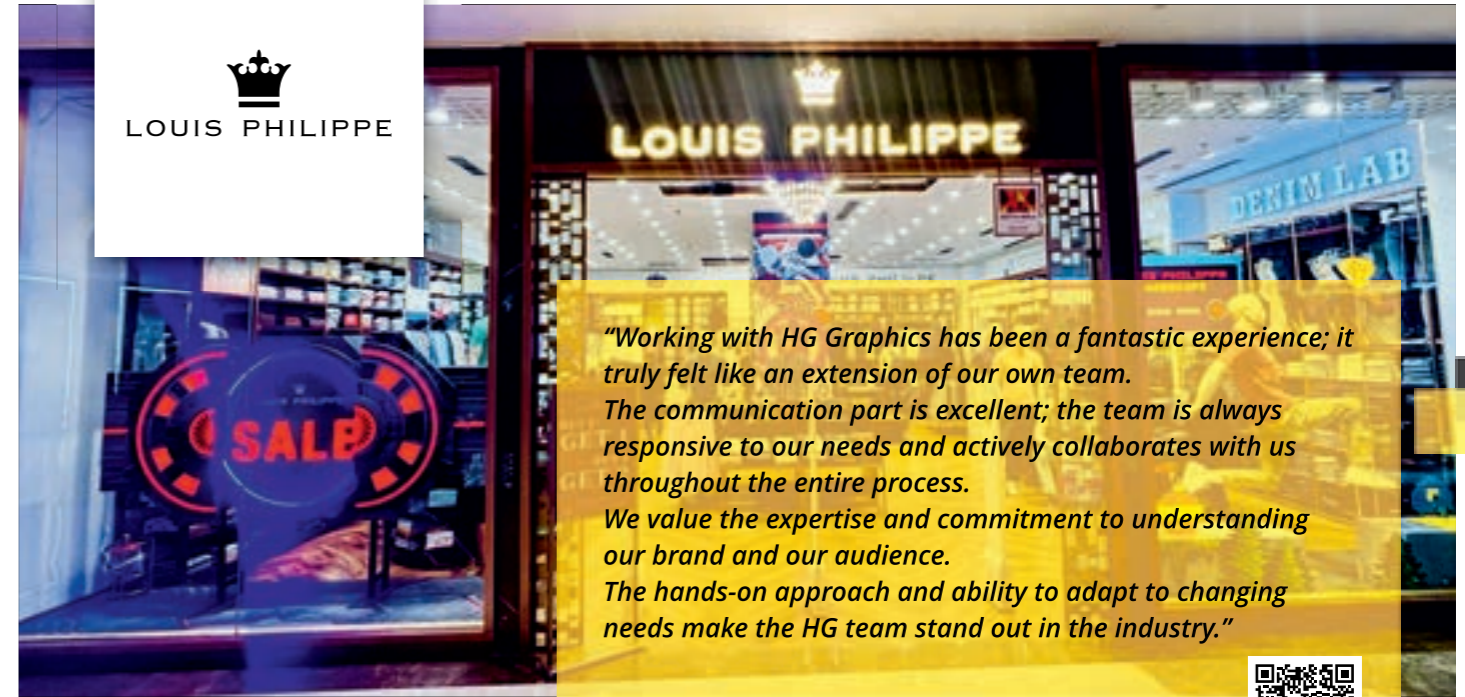 LOUIS PHILIPPE
LOUIS PHILIPPE
DENIM LAB
SALE
“Working with HG Graphics has been a fantastic experience; it
truly felt like an extension of our own team.
The communication part is excellent; the team is always
responsive to our needs and actively collaborates with us
throughout the entire process.
We value the expertise and commitment to understanding
our brand and our audience.
The hands-on approach and ability to adapt to changing
needs make the HG team stand out in the industry.”